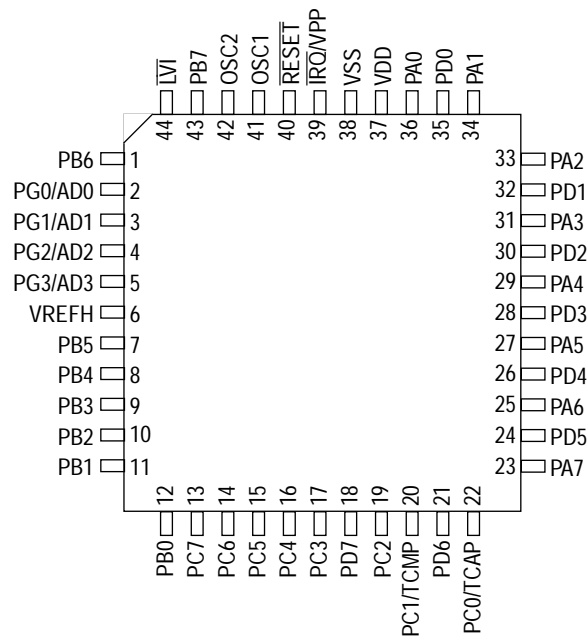 LVI
PB7
OSC2
OSC1
RESET
IRQ/VPP
VSS
VDD
PA0
PD0
PA1
44
43
42
41
40
39
38
37
36
35
34
PB6 1
PG0/AD0 2
PG1/AD1 3
PG2/AD2 4
PG3/AD3 5
VREFH 6
PB5 7
PB4 8
PB3 9
PB2 10
PB1 11
33 PA2
32 PD1
31 PA3
30 PD2
29 PA4
28 PD3
27 PA5
26 PD4
25 PA6
24 PD5
23 PA7
12
13
14
15
16
17
18
19
20
21
22
PB0
PC7
PC6
PC5
PC4
PC3
PD7
PC2
PC1/TCMP
PD6
PC0/TCAP